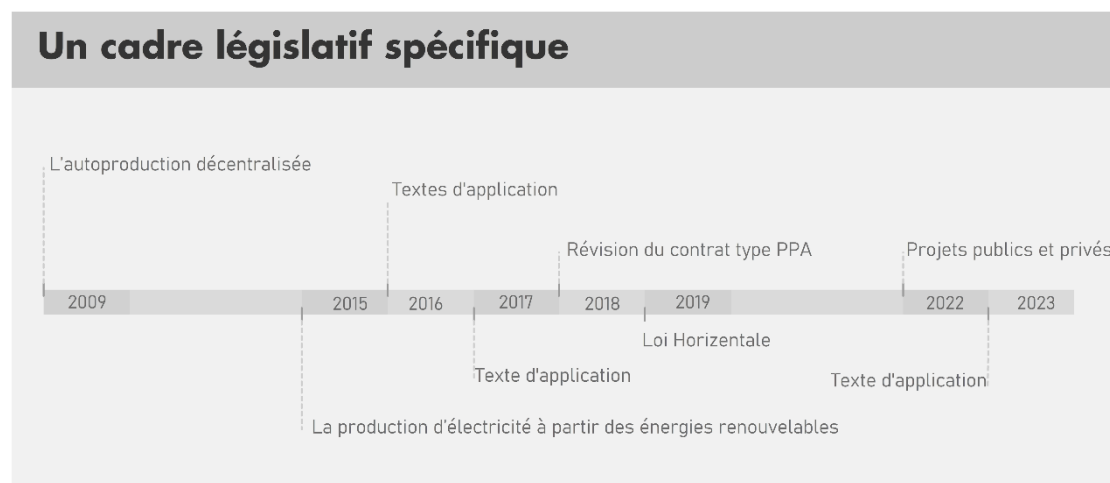 Un cadre législatif spécifique
L'autoproduction décentralisée
Textes d'application
Révision du contrat type PPA
Projets publics et privés
2009
2015
2016
2017
2018
2019
2022
2023
Loi Horizentale
Texte d'application
Texte d'application
La production d'électricité à partir des énergies renouvelables